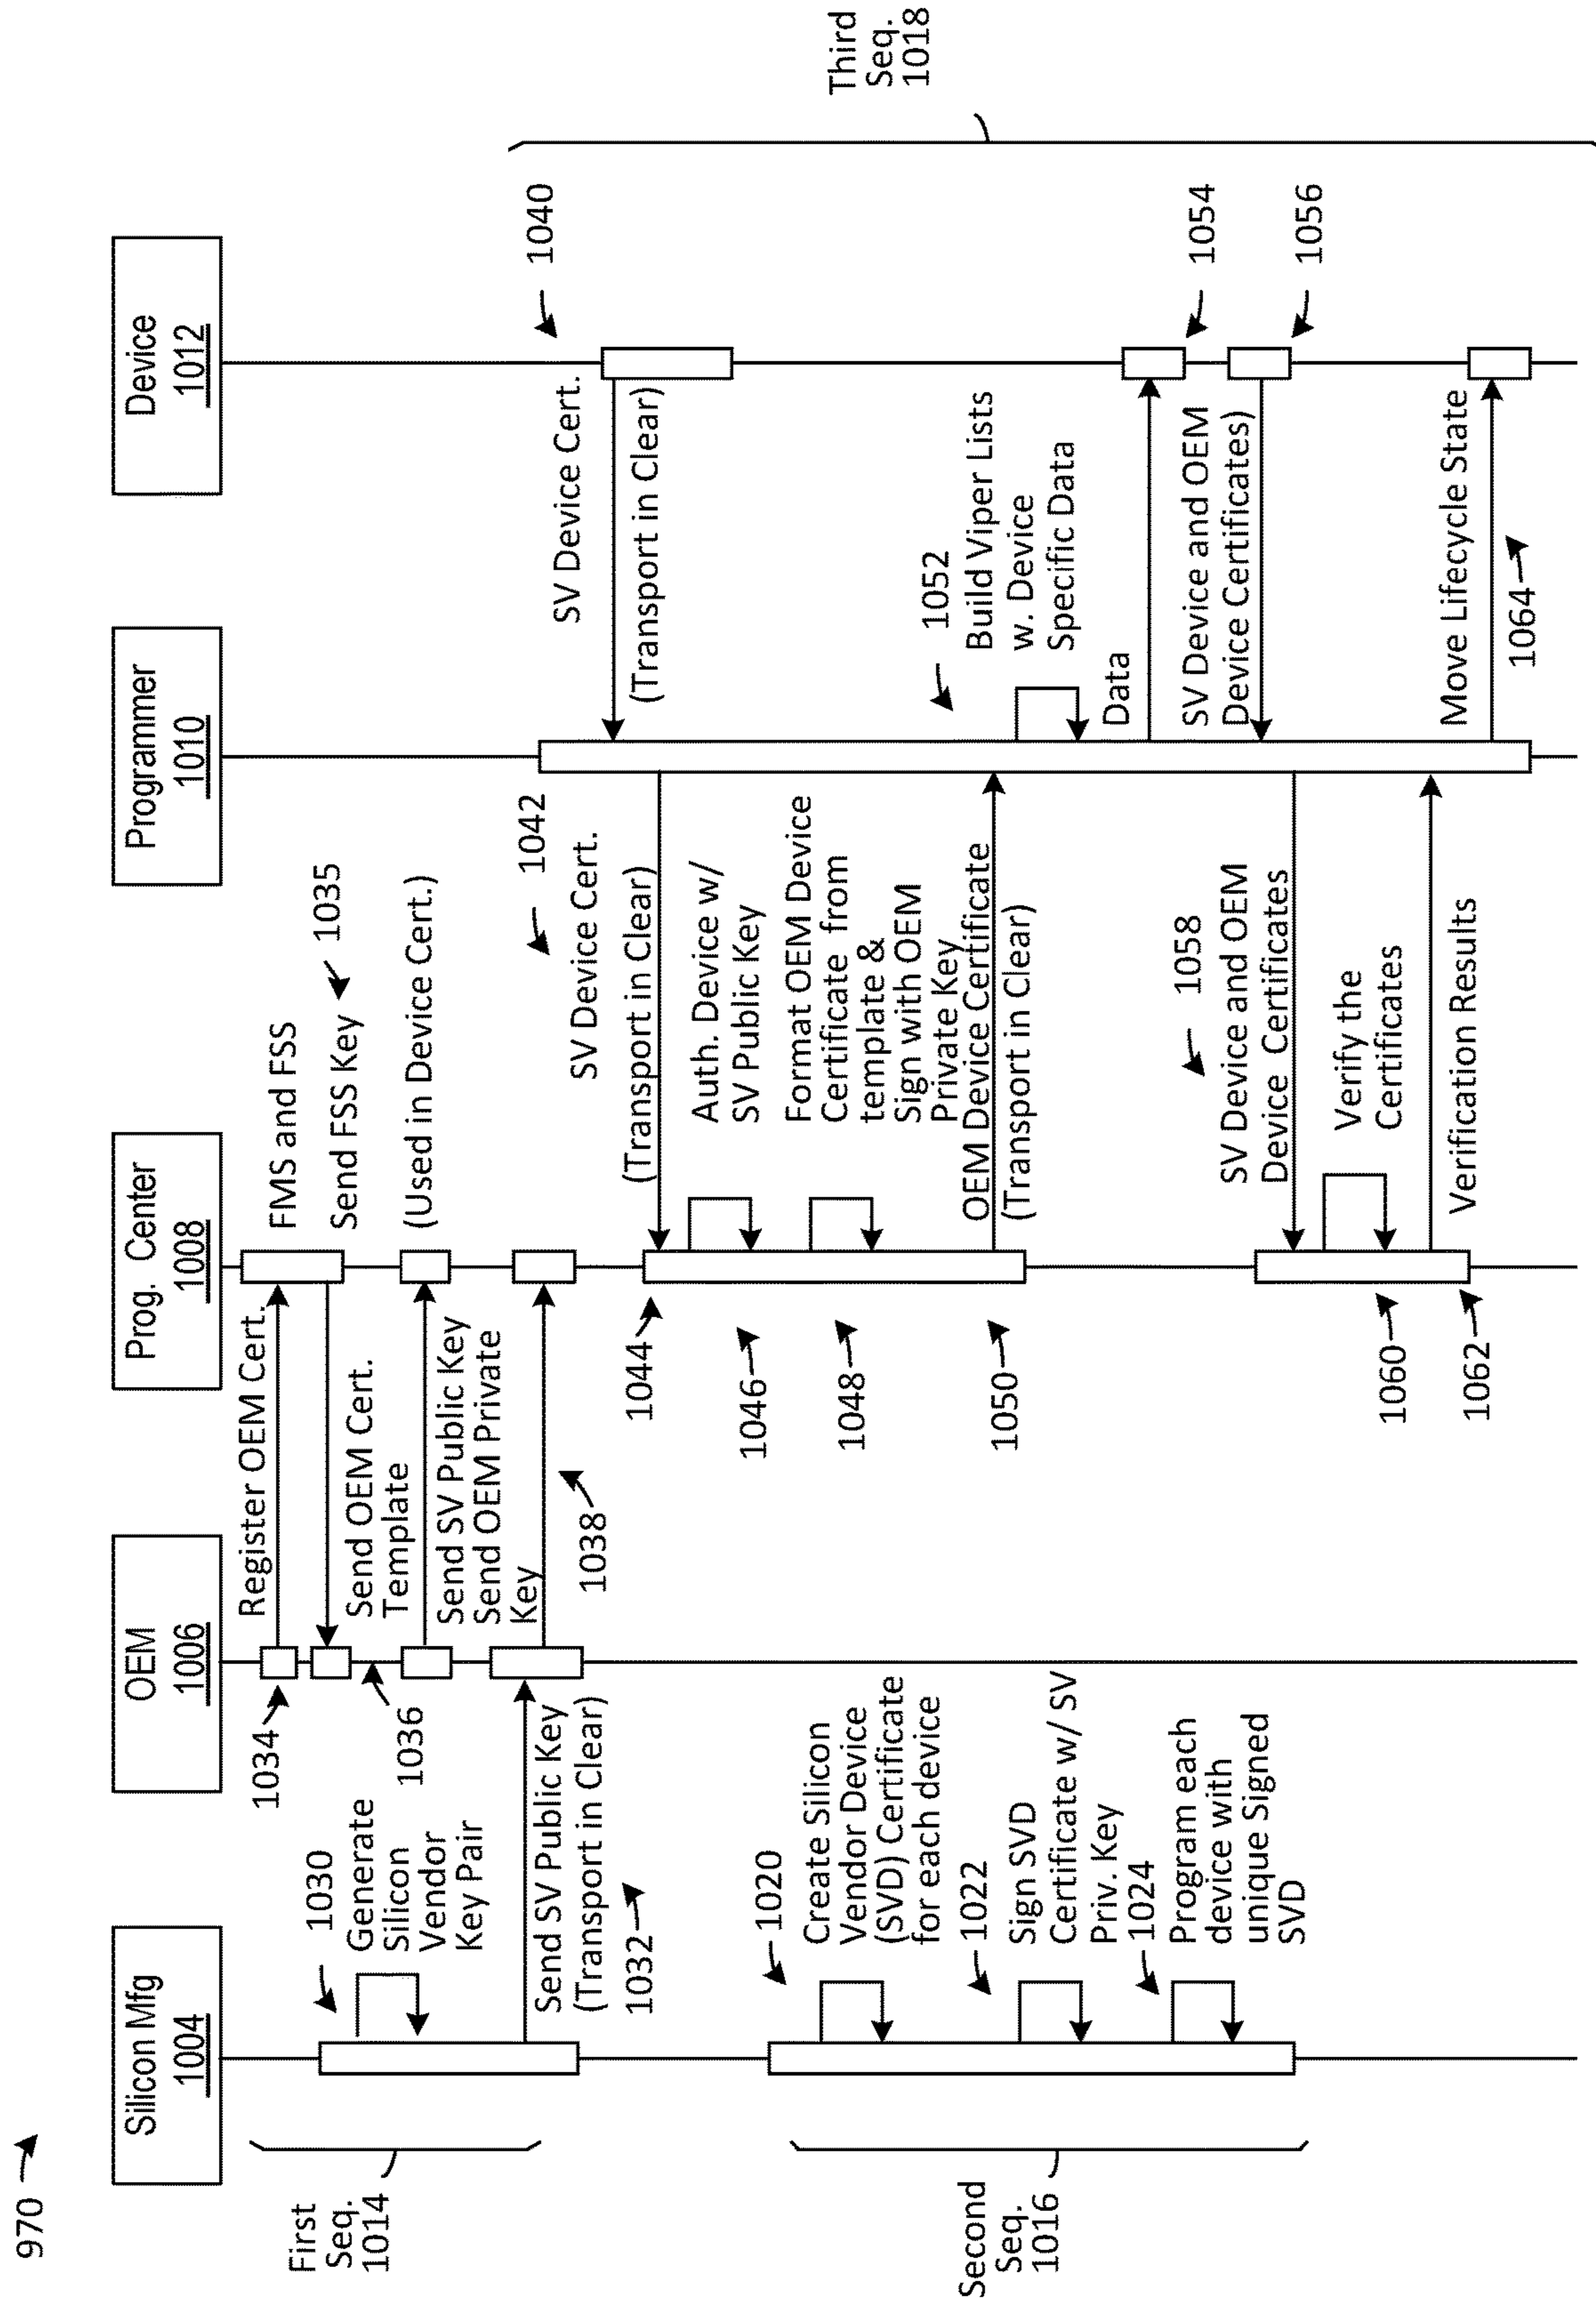 970
Silicon Mfg
1004
OEM
1006
Prog. Center
1008
Programmer
1010
Device
1012
First
Seq.
1014
1030
Generate
Silicon
Vendor
Key Pair
Send SV Public Key
(Transport in Clear)
1032
1034
Register OEM Cert.
FMS and FSS
Send FSS Key
1035
1036
Send OEM Cert.
Template
(Used in Device Cert.)
Send SV Public Key
Send OEM Private
Key
1038
Second
Seq.
1016
1020
Create Silicon
Vendor Device
(SVD) Certificate
for each device
1022
Sign SVD
Certificate w/ SV
Priv. Key
1024
Program each
device with
unique Signed
SVD
Third
Seq.
1018
1040
SV Device Cert.
(Transport in Clear)
1042
SV Device Cert.
(Transport in Clear)
1044
Auth. Device w/
SV Public Key
1046
Format OEM Device
Certificate from
template &
Sign with OEM
Private Key
1048
OEM Device Certificate
(Transport in Clear)
1050
1052
Build Viper Lists
w. Device
Specific Data
Data
1054
SV Device and OEM
Device Certificates)
1056
1058
SV Device and OEM
Device Certificates
Verify the
Certificates
1060
Verification Results
1062
Move Lifecycle State
1064